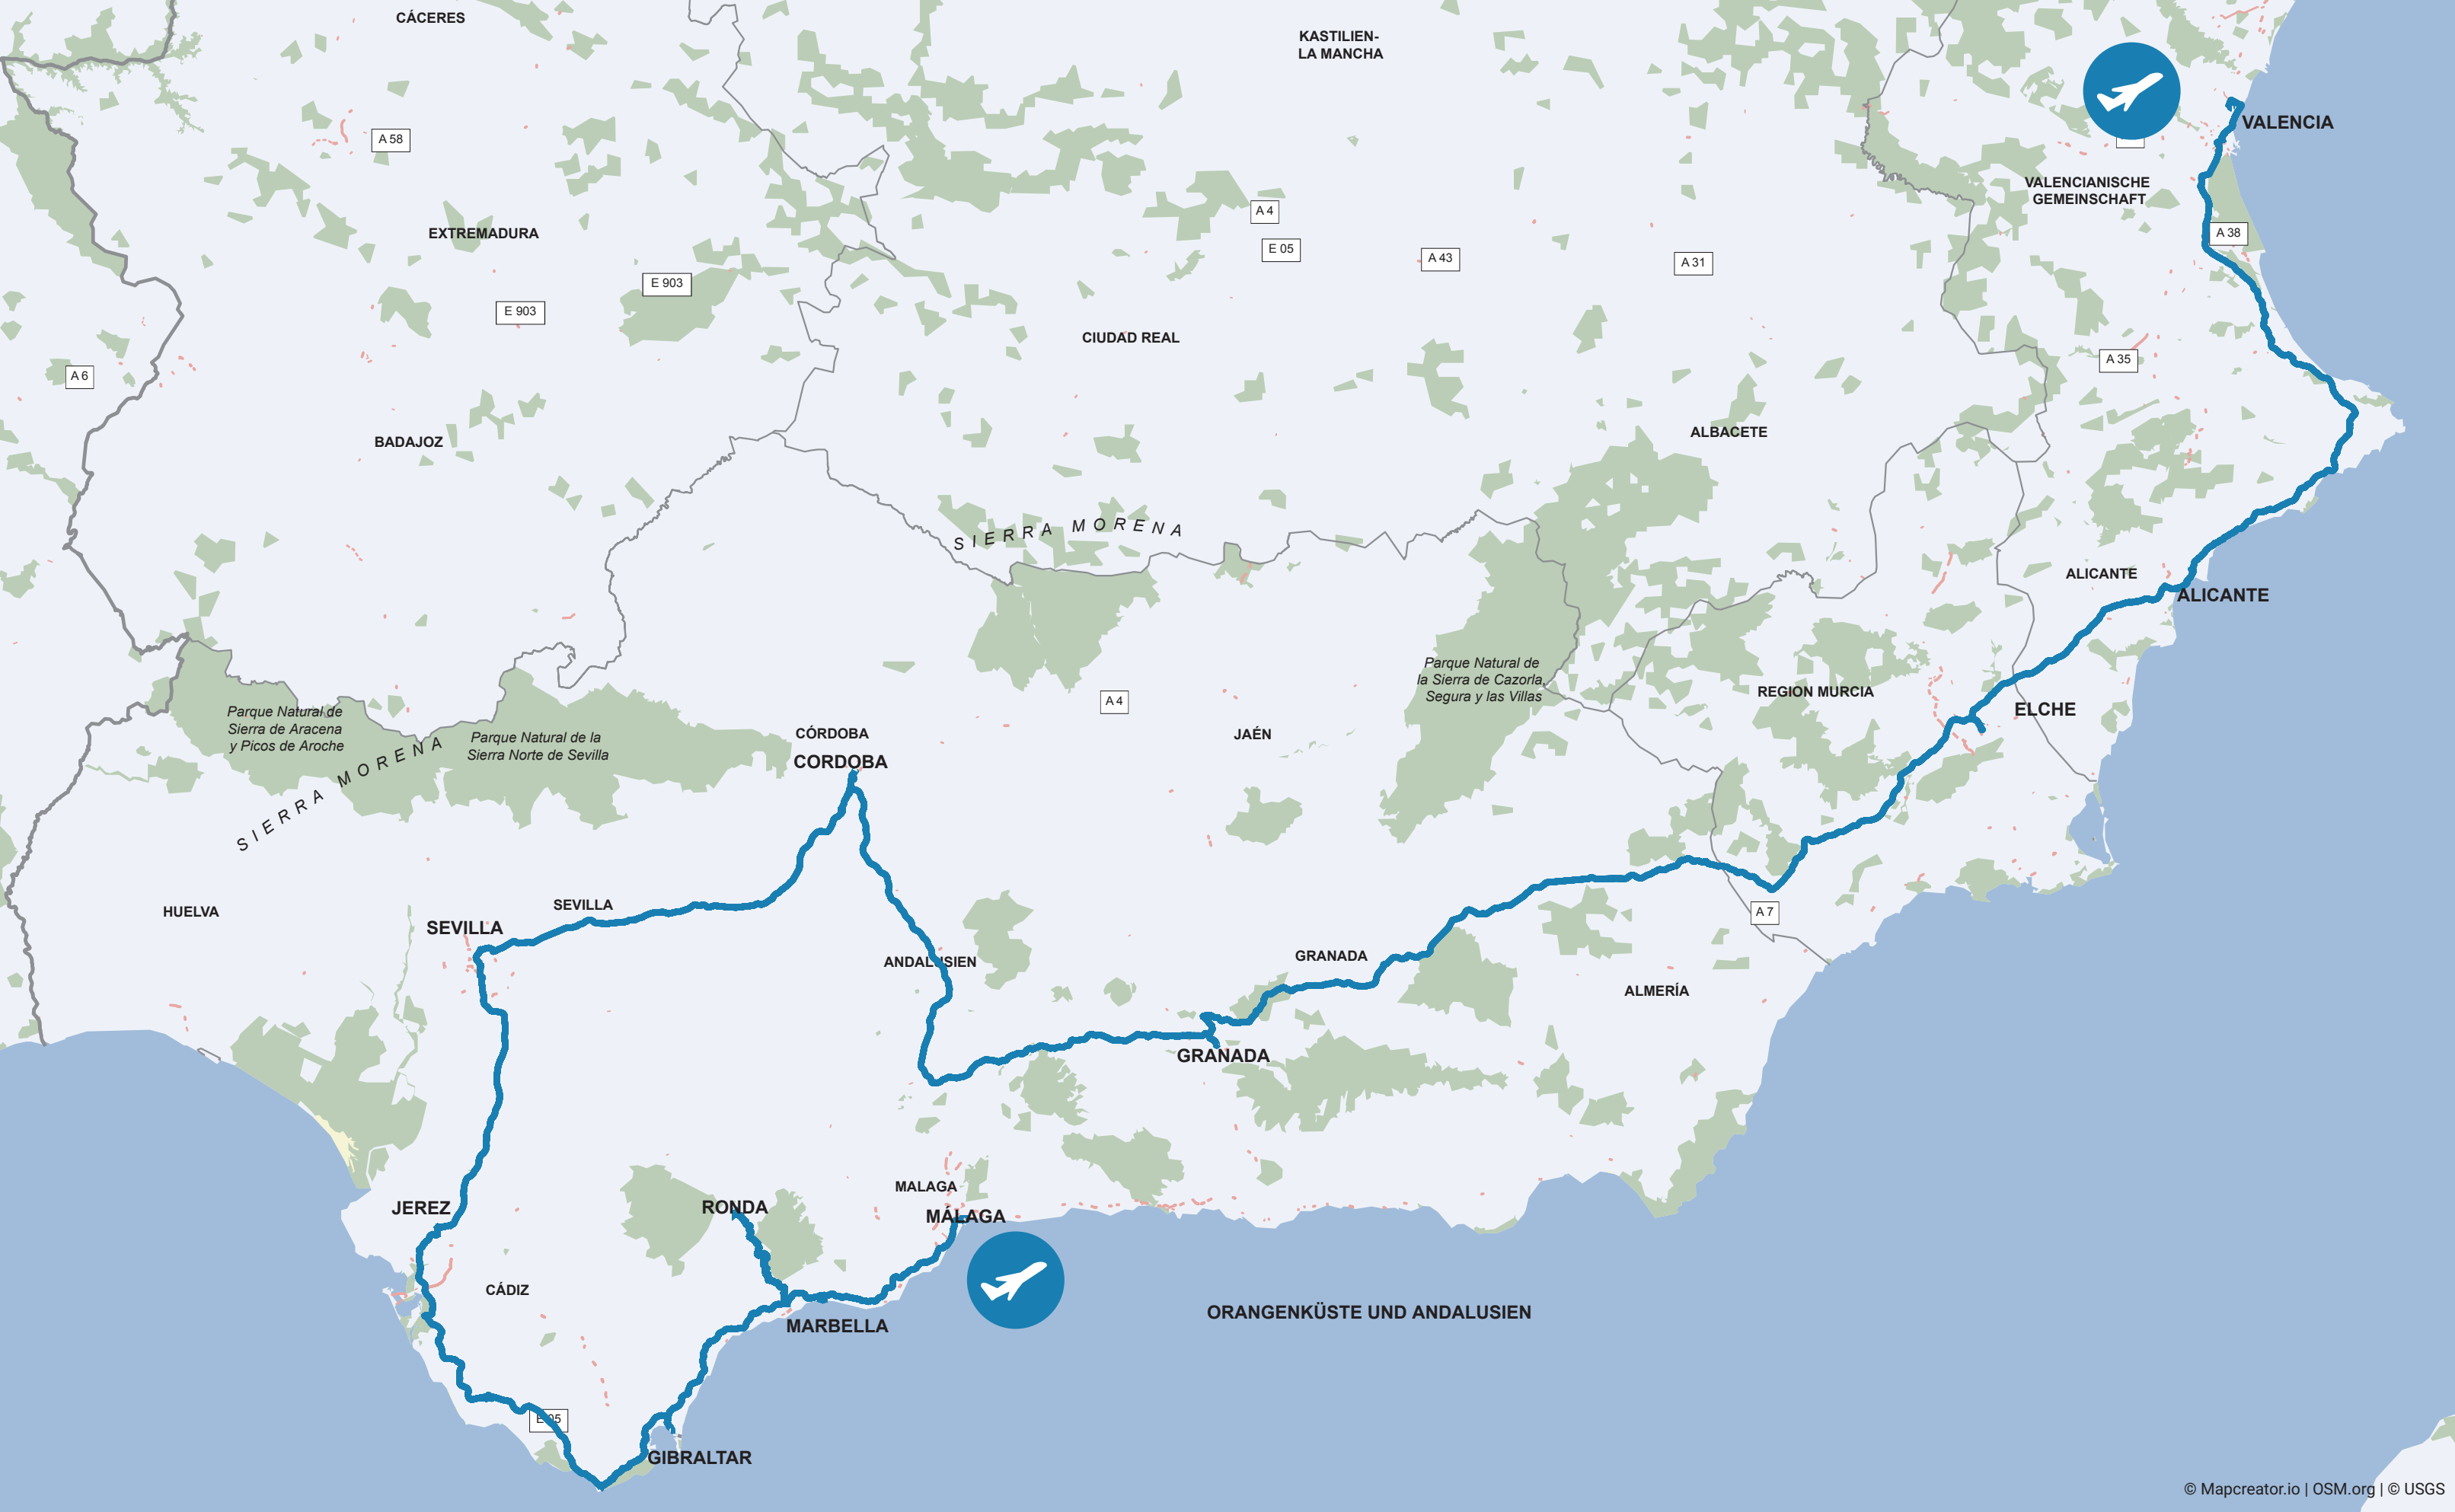 CÁCERES
KASTILIEN-
LA MANCHA
VALENCIA
A 58
VALENCIANISCHE
GEMEINSCHAFT
A 4
EXTREMADURA
A 38
E 05
A 43
A 31
E 903
E 903
CIUDAD REAL
A 35
A 6
ALBACETE
BADAJOZ
SIERRA MORENA
ALICANTE
ALICANTE
Parque Natural de
la Sierra de Cazorla,
Segura y las Villas
REGION MURCIA
A 4
ELCHE
Parque Natural de
Sierra de Aracena
y Picos de Aroche
SIERRA MORENA
Parque Natural de la
Sierra Norte de Sevilla
CÓRDOBA
CORDOBA
JAÉN
HUELVA
SEVILLA
SEVILLA
A 7
ANDALUSIEN
GRANADA
ALMERÍA
GRANADA
MALAGA
JEREZ
RONDA
MÁLAGA
CÁDIZ
MARBELLA
ORANGENKÜSTE UND ANDALUSIEN
E 05
GIBRALTAR
© Mapcreator.io | OSM.org | © USGS